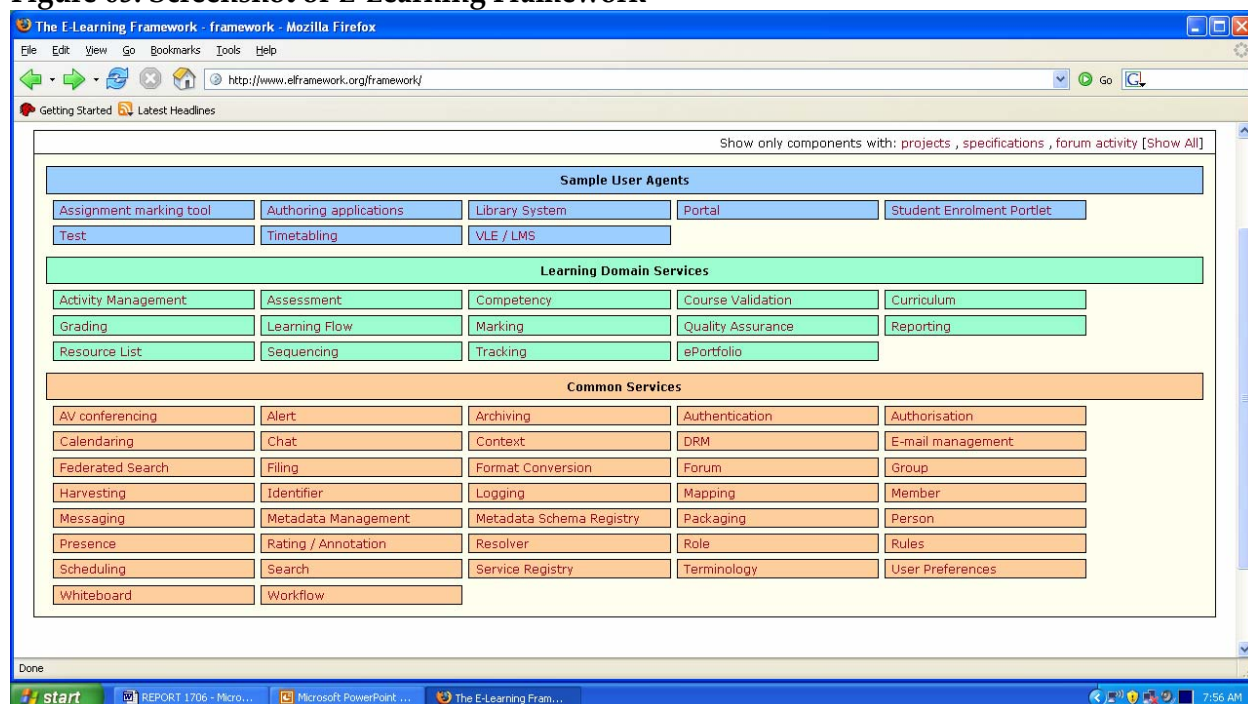 The E-Learning Framework - framework - Mozilla Firefox
File Edit View Go Bookmarks Tools Help
http://www.elframework.org/framework/ Go G
Getting Started Latest Headlines
Show only components with: projects , specifications , forum activity [Show All]
Sample User Agents
Assignment marking tool Authoring applications Library System Portal Student Enrolment Portlet
Test Timetabling VLE / LMS
Learning Domain Services
Activity Management Assessment Competency Course Validation Curriculum
Grading Learning Flow Marking Quality Assurance Reporting
Resource List Sequencing Tracking ePortfolio
Common Services
AV conferencing Alert Archiving Authentication Authorisation
Calendaring Chat Context DRM E-mail management
Federated Search Filing Format Conversion Forum Group
Harvesting Identifier Logging Mapping Member
Messaging Metadata Management Metadata Schema Registry Packaging Person
Presence Rating / Annotation Resolver Role Rules
Scheduling Search Service Registry Terminology User Preferences
Whiteboard Workflow
Done
start REPORT 1706 - Micro... Microsoft PowerPoint ... The E-Learning Fram... 7:56 AM